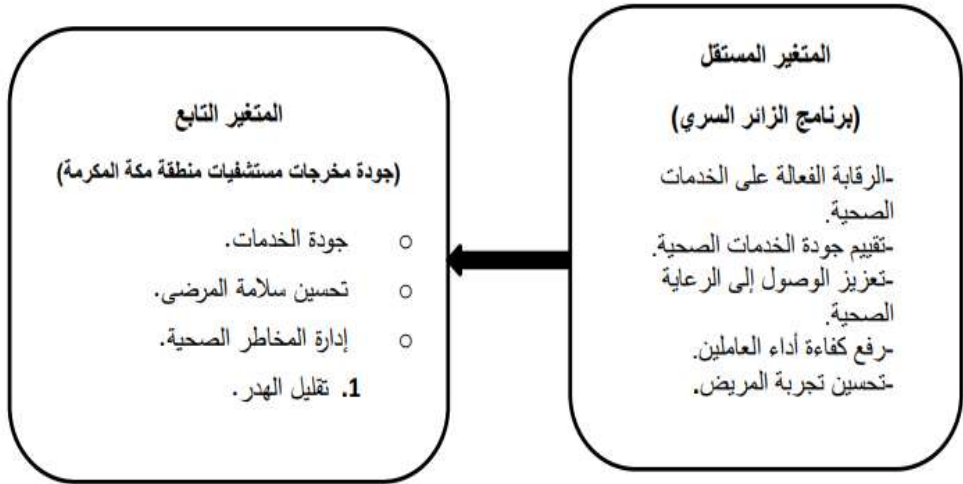 المتغير المستقل
(برنامج الزائر السري)
-الرقابة الفعالة على الخدمات
الصحية.
-تقييم جودة الخدمات الصحية.
-تعزيز الوصول إلى الرعاية
الصحية.
-رفع كفاءة أداء العاملين.
-تحسين تجربة المريض.
المتغير التابع
(جودة مخرجات مستشفيات منطقة مكة المكرمة)
○ جودة الخدمات.
○ تحسين سلامة المرضى.
○ إدارة المخاطر الصحية.
1. تقليل الهدر.